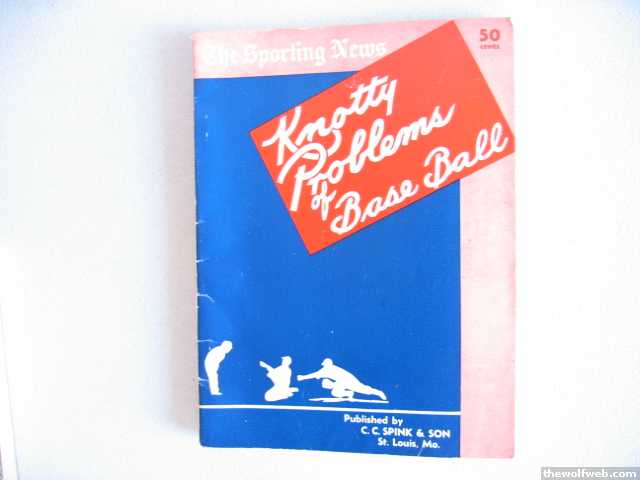 The Sporting News
50
CENTS
Knotty
Problems
of
Base Ball
Published by
C. C. SPINK & SON
St. Louis, Mo.
thewolfweb.com